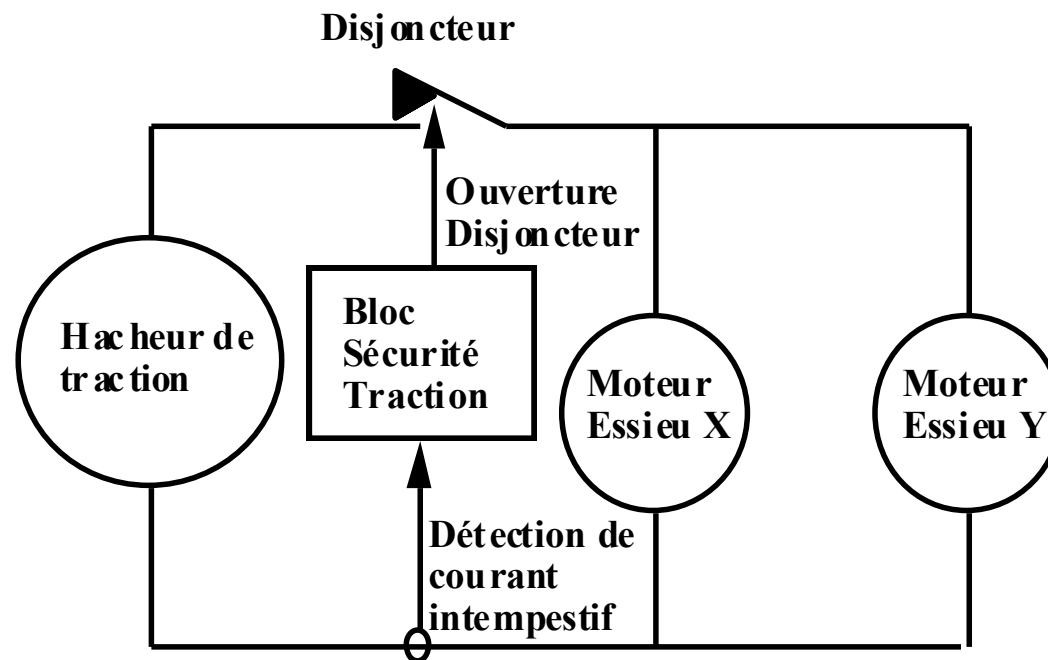 Disjoncteur
Ouverture
Disjoncteur
Hacheur de
traction
Bloc
Sécurité
Traction
Moteur
Essieu X
Moteur
Essieu Y
Détection de
courant
intempestif